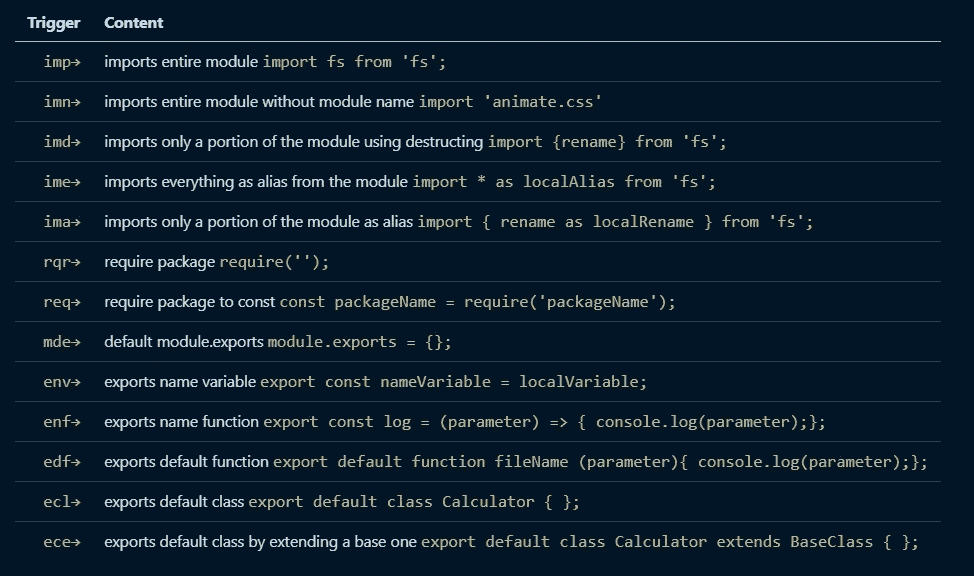 Trigger Content
imp→ imports entire module import fs from 'fs';
imn→ imports entire module without module name import 'animate.css'
imd→ imports only a portion of the module using destructing import {rename} from 'fs';
ime→ imports everything as alias from the module import * as localAlias from 'fs';
ima→ imports only a portion of the module as alias import { rename as localRename } from 'fs';
rqr→ require package require('');
req→ require package to const const packageName = require('packageName');
mde→ default module.exports module.exports = {};
env→ exports name variable export const nameVariable = localVariable;
enf→ exports name function export const log = (parameter) => { console.log(parameter);};
edf→ exports default function export default function fileName (parameter){ console.log(parameter);};
ecl→ exports default class export default class Calculator { };
ece→ exports default class by extending a base one export default class Calculator extends BaseClass { };